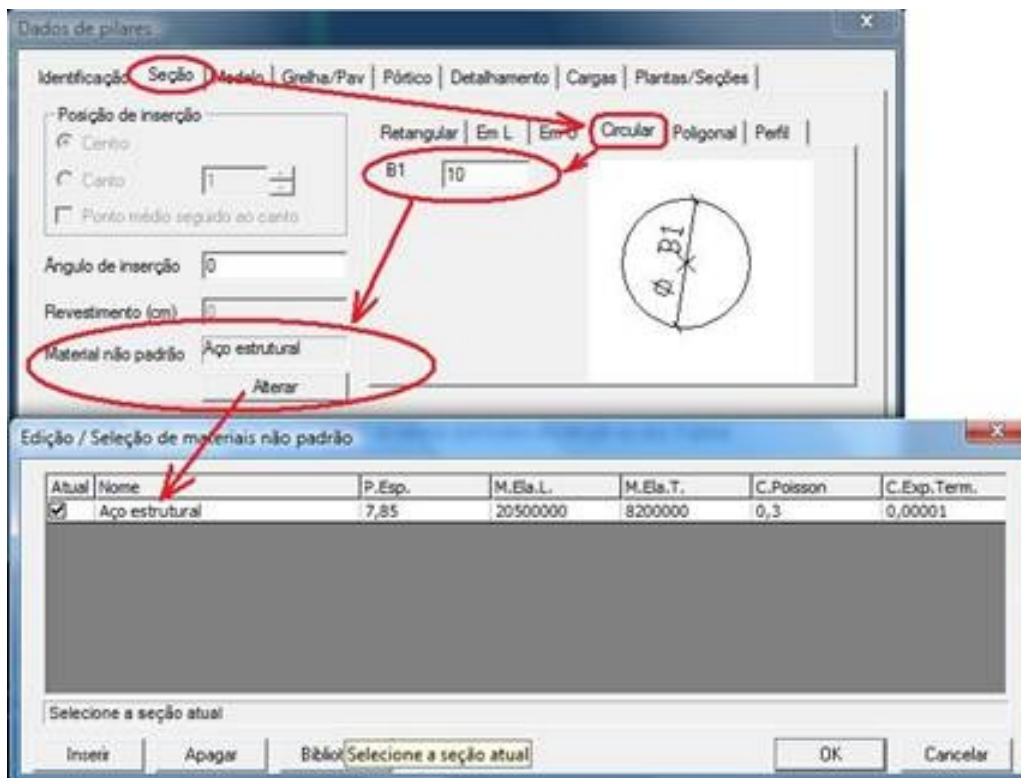 Dados de pilares
Identificação Seção Modelo Grelha/Pav Pórtico Detalhamento Cargas Plantas/Seções
Posição de inserção
Centro
Canto 1
Ponto médio seguido ao canto
Ângulo de inserção 0
Revestimento (cm) 0
Material não padrão Aço estrutural
Alterar
Retangular Em L Em U Circular Poligonal Perfil
B1 10
Ø B1
Edição / Seleção de materiais não padrão
Atual Nome P.Esp. M.Ela.L. M.Ela.T. C.Poisson C.Exp.Term.
Aço estrutural 7,85 20500000 8200000 0,3 0,00001
Selecione a seção atual
Inserir Apagar Bibliot Selecione a seção atual OK Cancelar